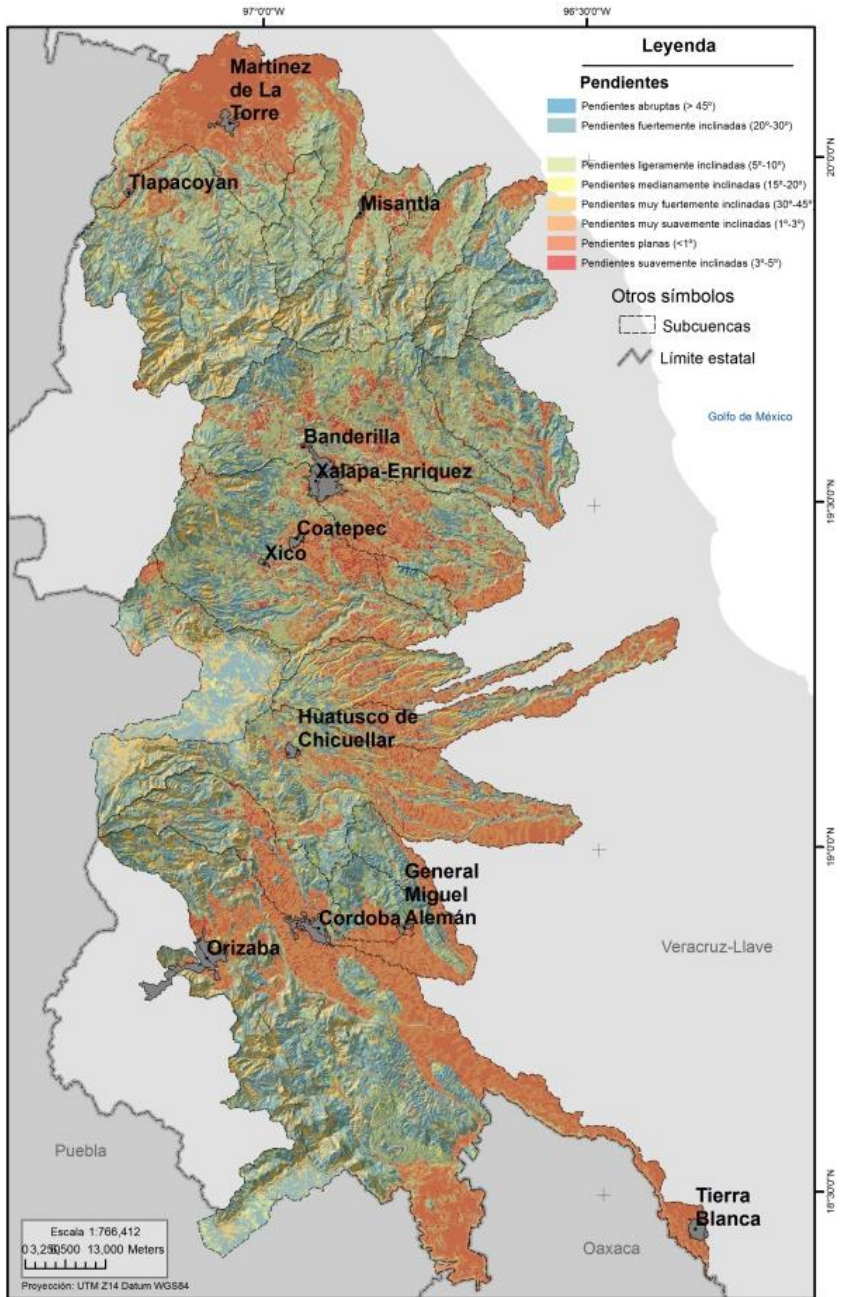 97°0'0"W
96°30'0"W
Leyenda
Pendientes
Pendientes abruptas (> 45º)
Pendientes fuertemente inclinadas (20º-30º)
Pendientes ligeramente inclinadas (5º-10º)
Pendientes medianamente inclinadas (15º-20º)
Pendientes muy fuertemente inclinadas (30º-45º
Pendientes muy suavemente inclinadas (1º-3º)
Pendientes planas (<1º)
Pendientes suavemente inclinadas (3º-5º)
Otros símbolos
Subcuencas
Límite estatal
Golfo de México
20°0'0"N
19°30'0"N
19°0'0"N
18°30'0"N
Martinez
de La
Torre
Tlapacoyan
Misantla
Banderilla
Xalapa-Enriquez
Coatepec
Xico
Huatusco de
Chicuellar
General
Miguel
Alemán
Cordoba
Orizaba
Veracruz-Llave
Puebla
Tierra
Blanca
Oaxaca
Escala 1:766,412
13,000 Meters
Proyección: UTM Z14 Datum WGS84